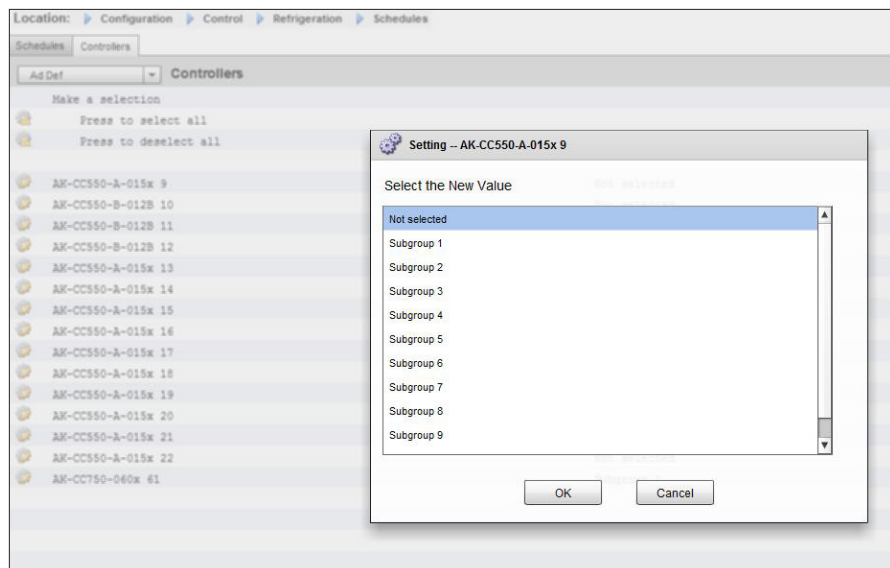 Location: Configuration Control Refrigeration Schedules
Schedules Controllers
Ad Def Controllers
Make a selection
Press to select all
Press to deselect all
Setting -- AK-CC550-A-015x 9
Select the New Value
AK-CC550-A-015x 9 Not selected
AK-CC550-B-012B 10
AK-CC550-B-012B 11
AK-CC550-B-012B 12
AK-CC550-A-015x 13
AK-CC550-A-015x 14
AK-CC550-A-015x 15
AK-CC550-A-015x 16
AK-CC550-A-015x 17
AK-CC550-A-015x 18
AK-CC550-A-015x 19
AK-CC550-A-015x 20
AK-CC550-A-015x 21
AK-CC550-A-015x 22 Not selected
AK-CC750-060x 61
Not selected
Subgroup 1
Subgroup 2
Subgroup 3
Subgroup 4
Subgroup 5
Subgroup 6
Subgroup 7
Subgroup 8
Subgroup 9
OK Cancel